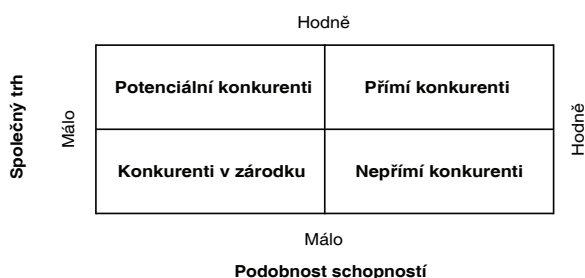 Hodně
Společný trh
Málo
Potenciální konkurenti
Přímí konkurenti
Hodně
Konkurenti v zárodku
Nepřímí konkurenti
Málo
Podobnost schopností